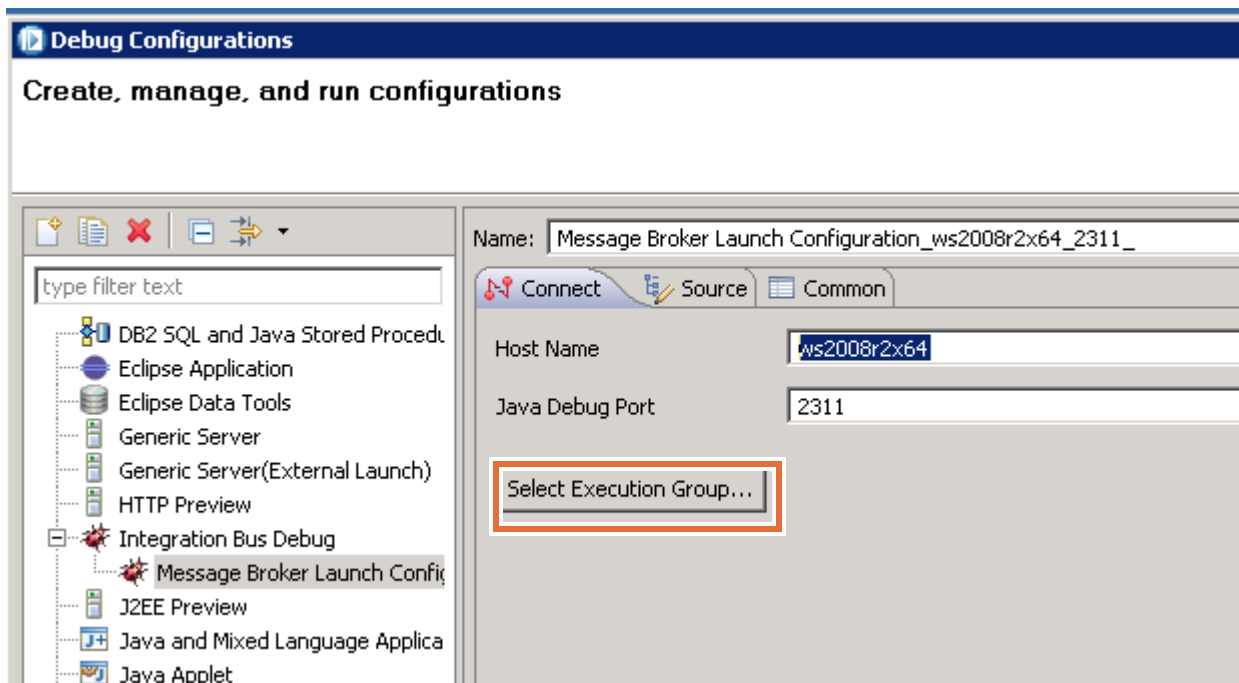 Debug Configurations
Create, manage, and run configurations
Name: Message Broker Launch Configuration_ws2008r2x64_2311_
type filter text
Connect Source Common
DB2 SQL and Java Stored Procedu
Eclipse Application
Eclipse Data Tools
Generic Server
Generic Server(External Launch)
HTTP Preview
Integration Bus Debug
Message Broker Launch Config
J2EE Preview
Java and Mixed Language Applica
Java Applet
Host Name ws2008r2x64
Java Debug Port 2311
Select Execution Group...